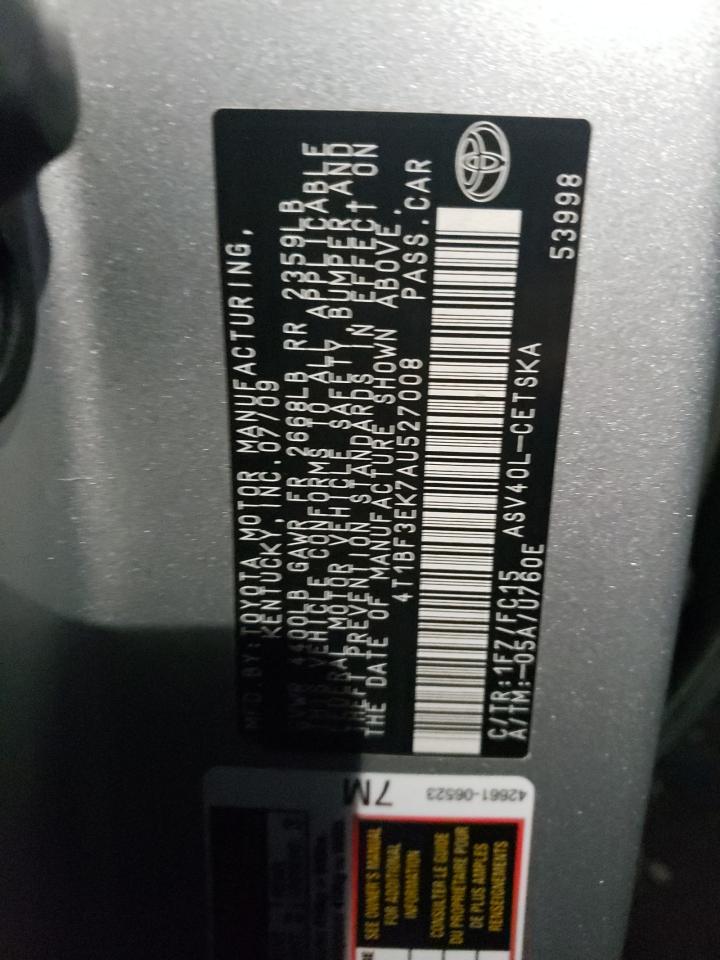 MFD.BY:TOYOTA MOTOR MANUFACTURING,
KENTUCKY, INC. 07/09
GVWR 4400LB GAWR FR 2668LB RR 2359LB
THIS VEHICLE CONFORMS TO ALL APPLICABLE
FEDERAL MOTOR VEHICLE SAFETY, BUMPER, AND
THEFT PREVENTION STANDARDS IN EFFECT ON
THE DATE OF MANUFACTURE SHOWN ABOVE.
4T1BF3EK7AU527008 PASS.CAR
C/TR:1F7/FC15 ASV40L-CETSKA
A/TM:-05A/U760E 53998
7M
42661-06523
SEE OWNER'S MANUAL
FOR ADDITIONAL
INFORMATION
CONSULTER LE GUIDE
DU PROPRIETAIRE POUR
DE PLUS AMPLES
RENSEIGNEMENTS